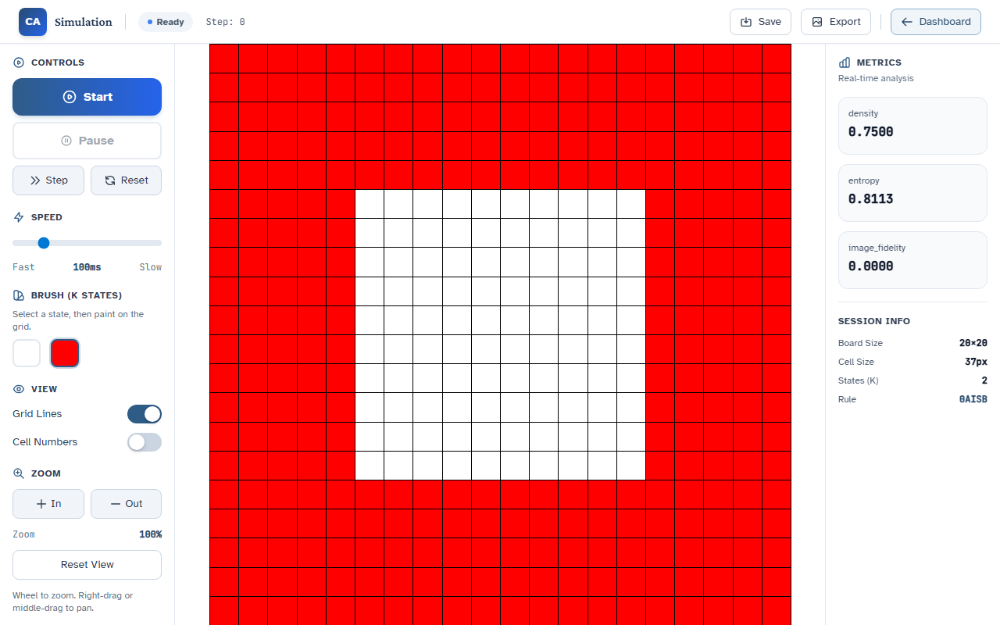 CA Simulation Ready Step: 0 Save Export Dashboard
CONTROLS
Start
Pause
Step Reset
SPEED
Fast 100ms Slow
BRUSH (K STATES)
Select a state, then paint on the
grid.
VIEW
Grid Lines
Cell Numbers
ZOOM
In Out
Zoom 100%
Reset View
Wheel to zoom. Right-drag or
middle-drag to pan.
METRICS
Real-time analysis
density
0.7500
entropy
0.8113
image_fidelity
0.0000
SESSION INFO
Board Size 20×20
Cell Size 37px
States (K) 2
Rule 0AISB